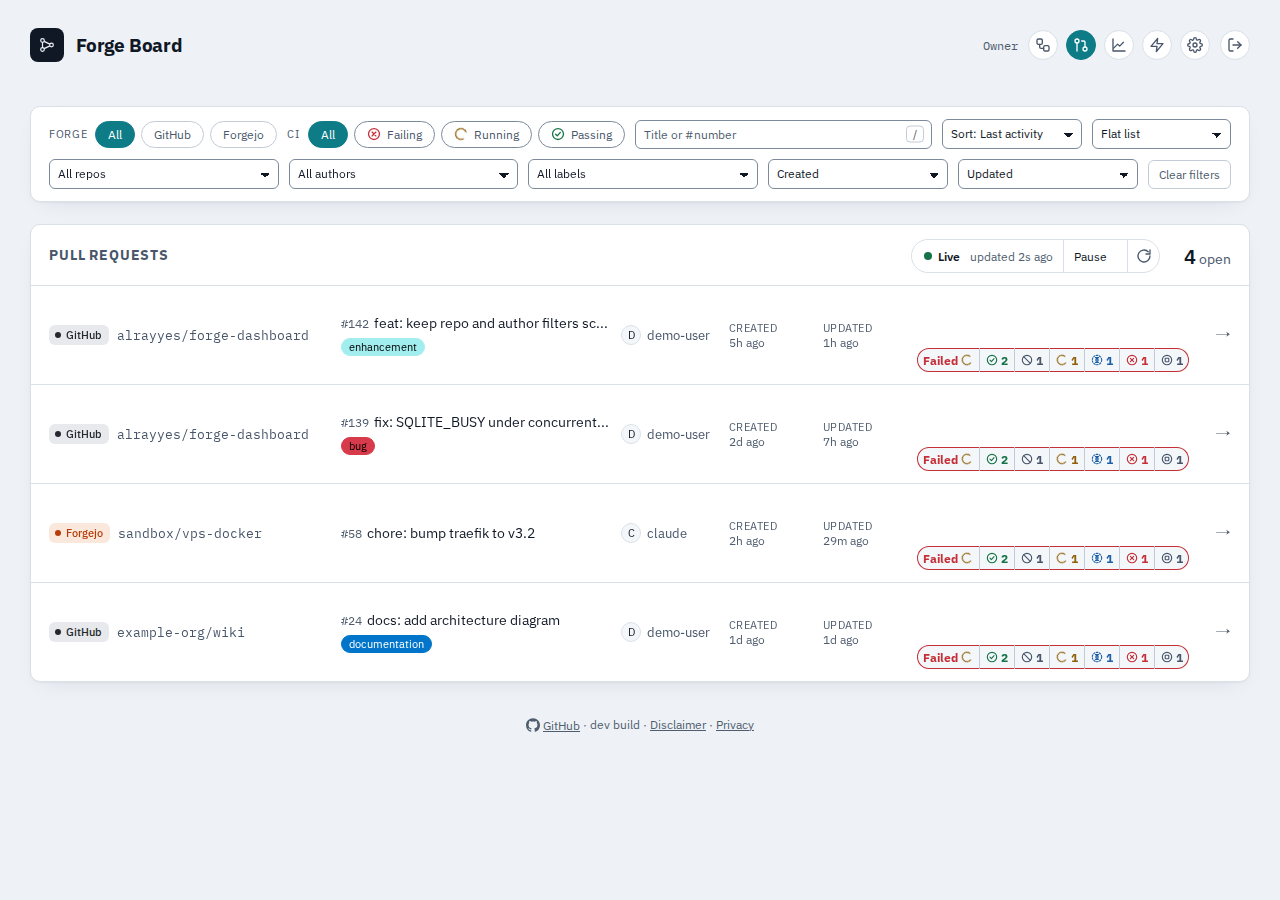 Forge Board
Owner
FORGE All GitHub Forgejo CI All Failing Running Passing Title or #number / Sort: Last activity Flat list
All repos All authors All labels Created Updated Clear filters
PULL REQUESTS Live updated 2s ago Pause 4 open
GitHub alrayyes/forge-dashboard #142 feat: keep repo and author filters sc... D demo-user CREATED UPDATED
enhancement 5h ago 1h ago
Failed 2 1 1 1 1 1 →
GitHub alrayyes/forge-dashboard #139 fix: SQLITE_BUSY under concurrent... D demo-user CREATED UPDATED
bug 2d ago 7h ago
Failed 2 1 1 1 1 1 →
Forgejo sandbox/vps-docker #58 chore: bump traefik to v3.2 C claude CREATED UPDATED
2h ago 29m ago
Failed 2 1 1 1 1 1 →
GitHub example-org/wiki #24 docs: add architecture diagram D demo-user CREATED UPDATED
documentation 1d ago 1d ago
Failed 2 1 1 1 1 1 →
GitHub · dev build · Disclaimer · Privacy